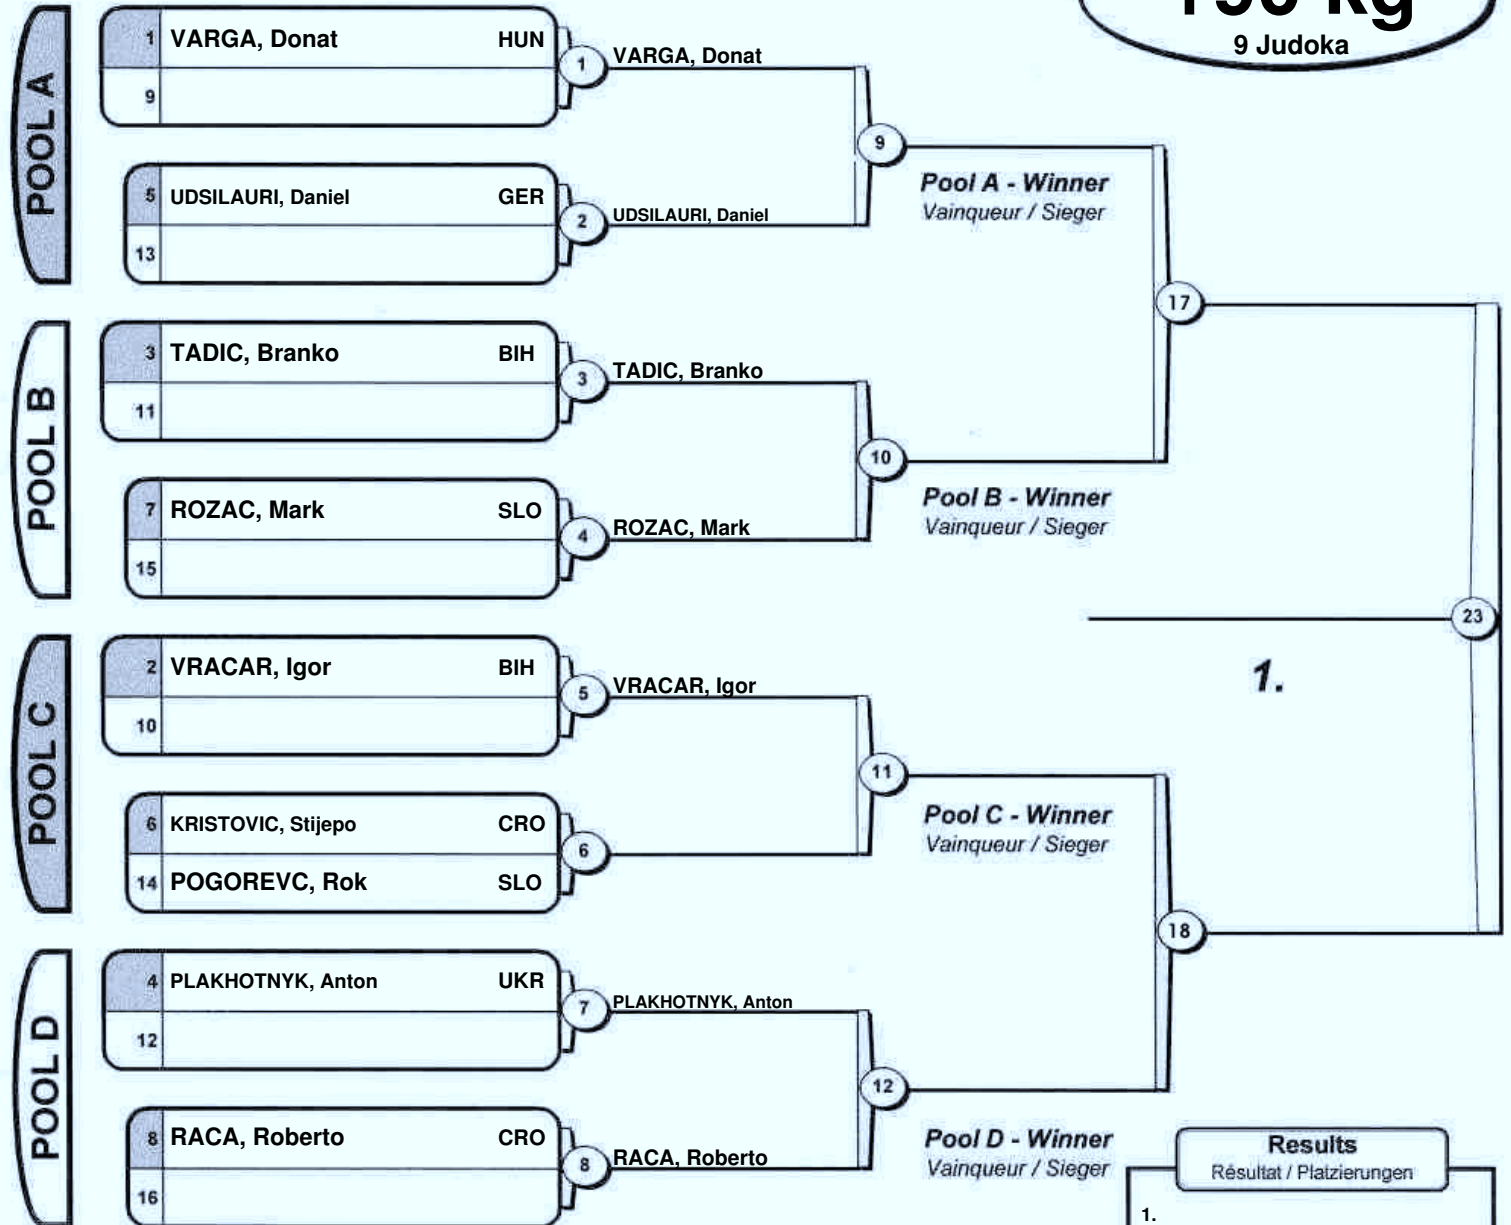 POOL A
1 VARGA, Donat HUN
9
1 VARGA, Donat
5 UDSILAURI, Daniel GER
13
2 UDSILAURI, Daniel
9
Pool A - Winner
Vainqueur / Sieger
9 Judoka
POOL B
3 TADIC, Branko BIH
11
3 TADIC, Branko
7 ROZAC, Mark SLO
15
4 ROZAC, Mark
10
Pool B - Winner
Vainqueur / Sieger
17
POOL C
2 VRACAR, Igor BIH
10
5 VRACAR, Igor
6 KRISTOVIC, Stijepo CRO
14 POGOREVC, Rok SLO
6
11
Pool C - Winner
Vainqueur / Sieger
23
1.
POOL D
4 PLAKHOTNYK, Anton UKR
12
7 PLAKHOTNYK, Anton
8 RACA, Roberto CRO
16
8 RACA, Roberto
12
Pool D - Winner
Vainqueur / Sieger
18
Results
Résultat / Platzierungen
1.